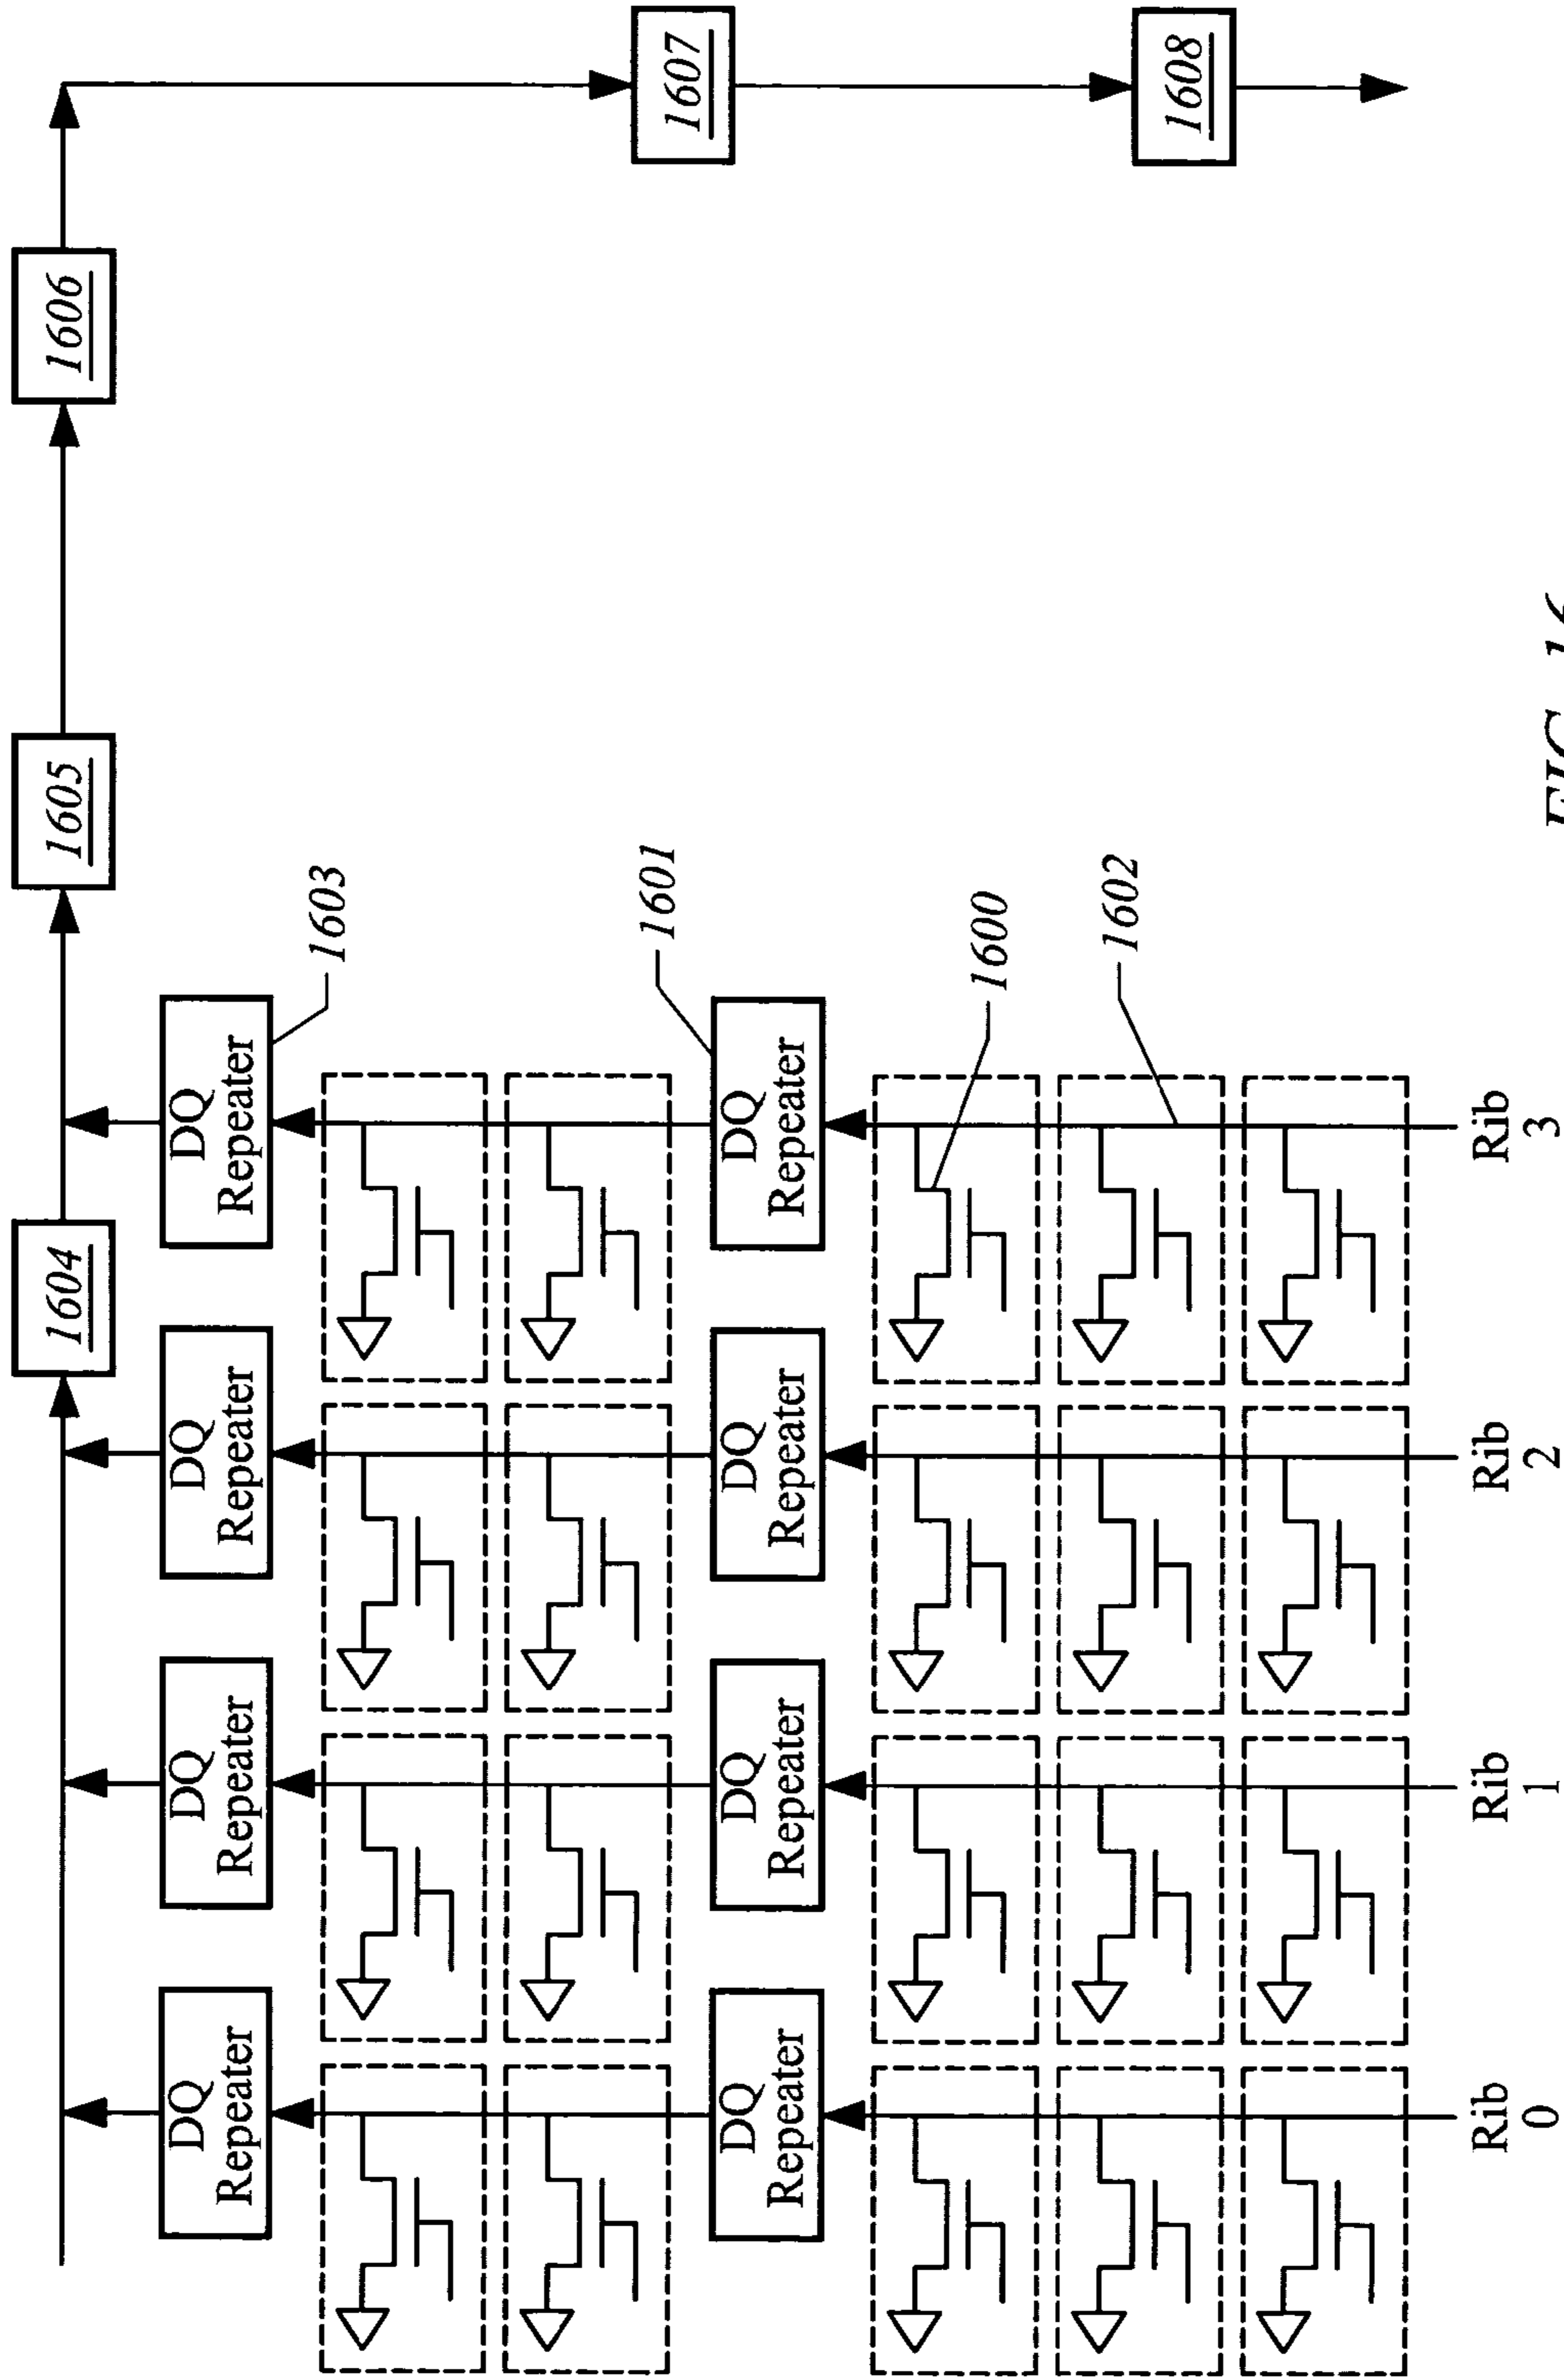 1604
1605
1606
1607
1608
DQ
Repeater
DQ
Repeater
DQ
Repeater
DQ
Repeater
1603
DQ
Repeater
DQ
Repeater
DQ
Repeater
DQ
Repeater
1601
1600
1602
Rib
0
Rib
1
Rib
2
Rib
3